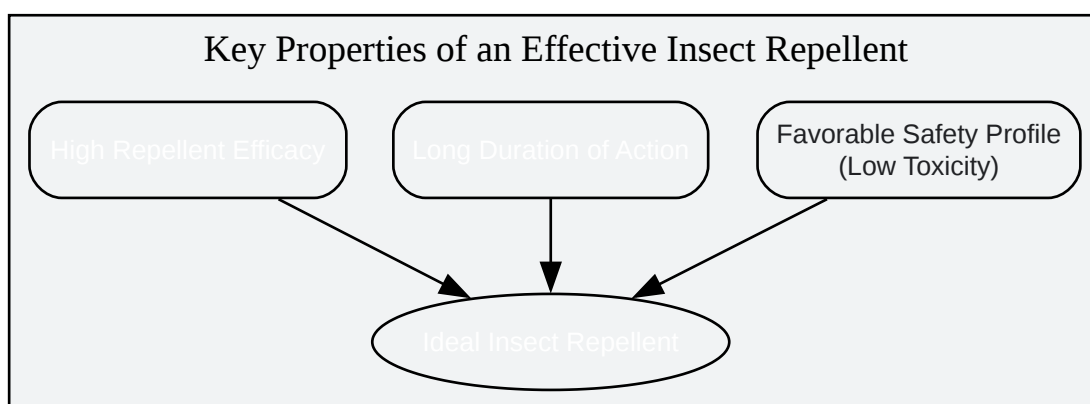 Key Properties of an Effective Insect Repellent
High Repellent Efficacy
Long Duration of Action
Favorable Safety Profile
(Low Toxicity)
Ideal Insect Repellent